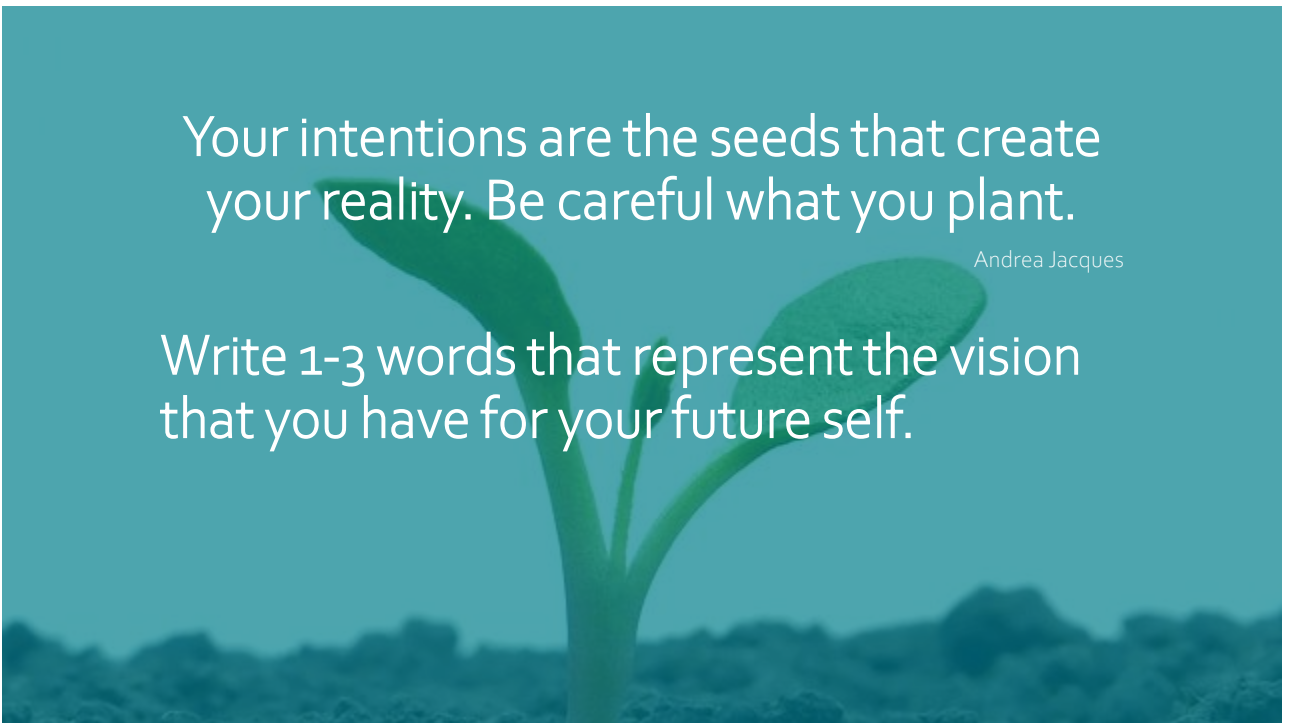 Your intentions are the seeds that create
your reality. Be careful what you plant.
Andrea Jacques
Write 1-3 words that represent the vision
that you have for your future self.